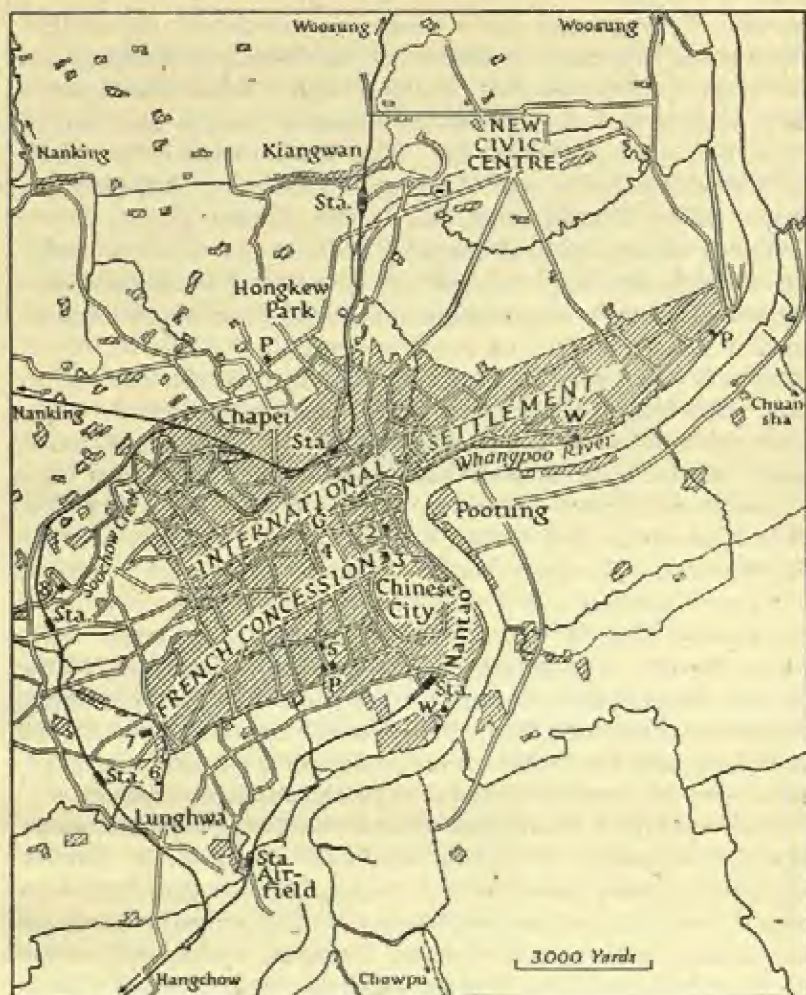 Woosung
Woosung
Nanking
Kiangwan
NEW
CIVIC
CENTRE
Sta.
1
Hongkew
Park
P
P
Nanking
Chapei
Sta.
INTERNATIONAL SETTLEMENT
W
Whangpoo River
Chuan-
sha
Soochow Creek
G
2
Pootung
4
3
FRENCH CONCESSION
Chinese
City
8
Sta.
Nantao
5
P
Sta.
W
7
Sta.
6
Lunghwa
Sta.
Air-
field
3000 Yards
Hangchow
Chowpu